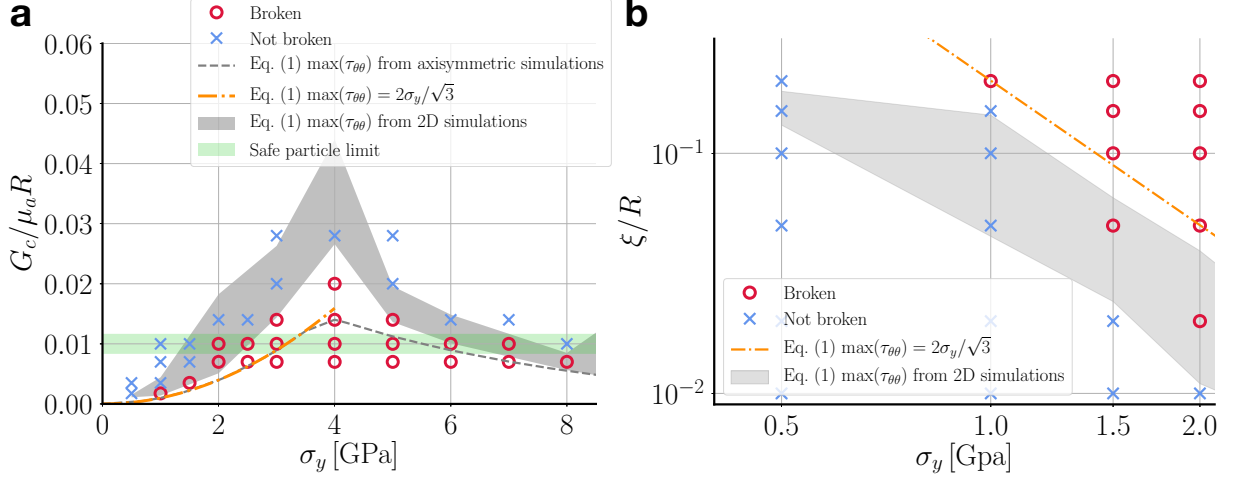 a
Broken
Not broken
Eq. (1) max(τθθ) from axisymmetric simulations
Eq. (1) max(τθθ) = 2σy/√3
Eq. (1) max(τθθ) from 2D simulations
Safe particle limit
0.06
0.05
0.04
0.03
0.02
0.01
0.00
Gc/μaR
0
2
4
6
8
σy [GPa]
b
10⁻¹
10⁻²
ξ/R
Broken
Not broken
Eq. (1) max(τθθ) = 2σy/√3
Eq. (1) max(τθθ) from 2D simulations
0.5
1.0
1.5
2.0
σy [Gpa]